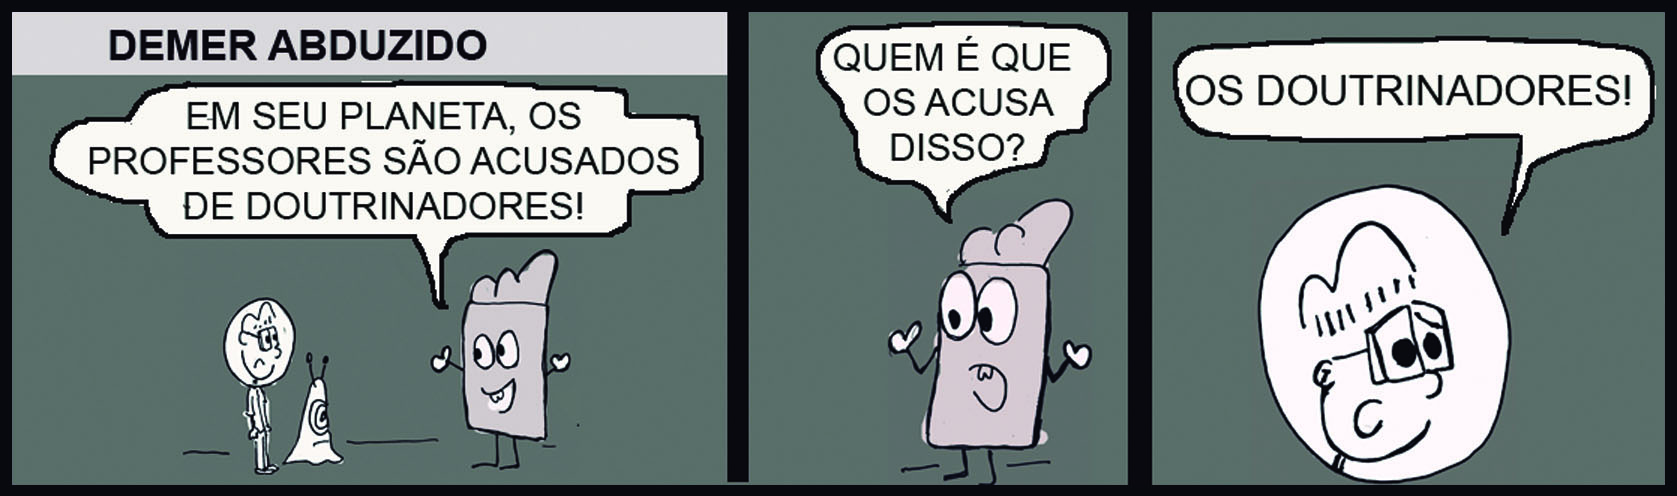 DEMER ABDUZIDO
EM SEU PLANETA, OS
PROFESSORES SÃO ACUSADOS
DE DOUTRINADORES!
QUEM É QUE
OS ACUSA
DISSO?
OS DOUTRINADORES!